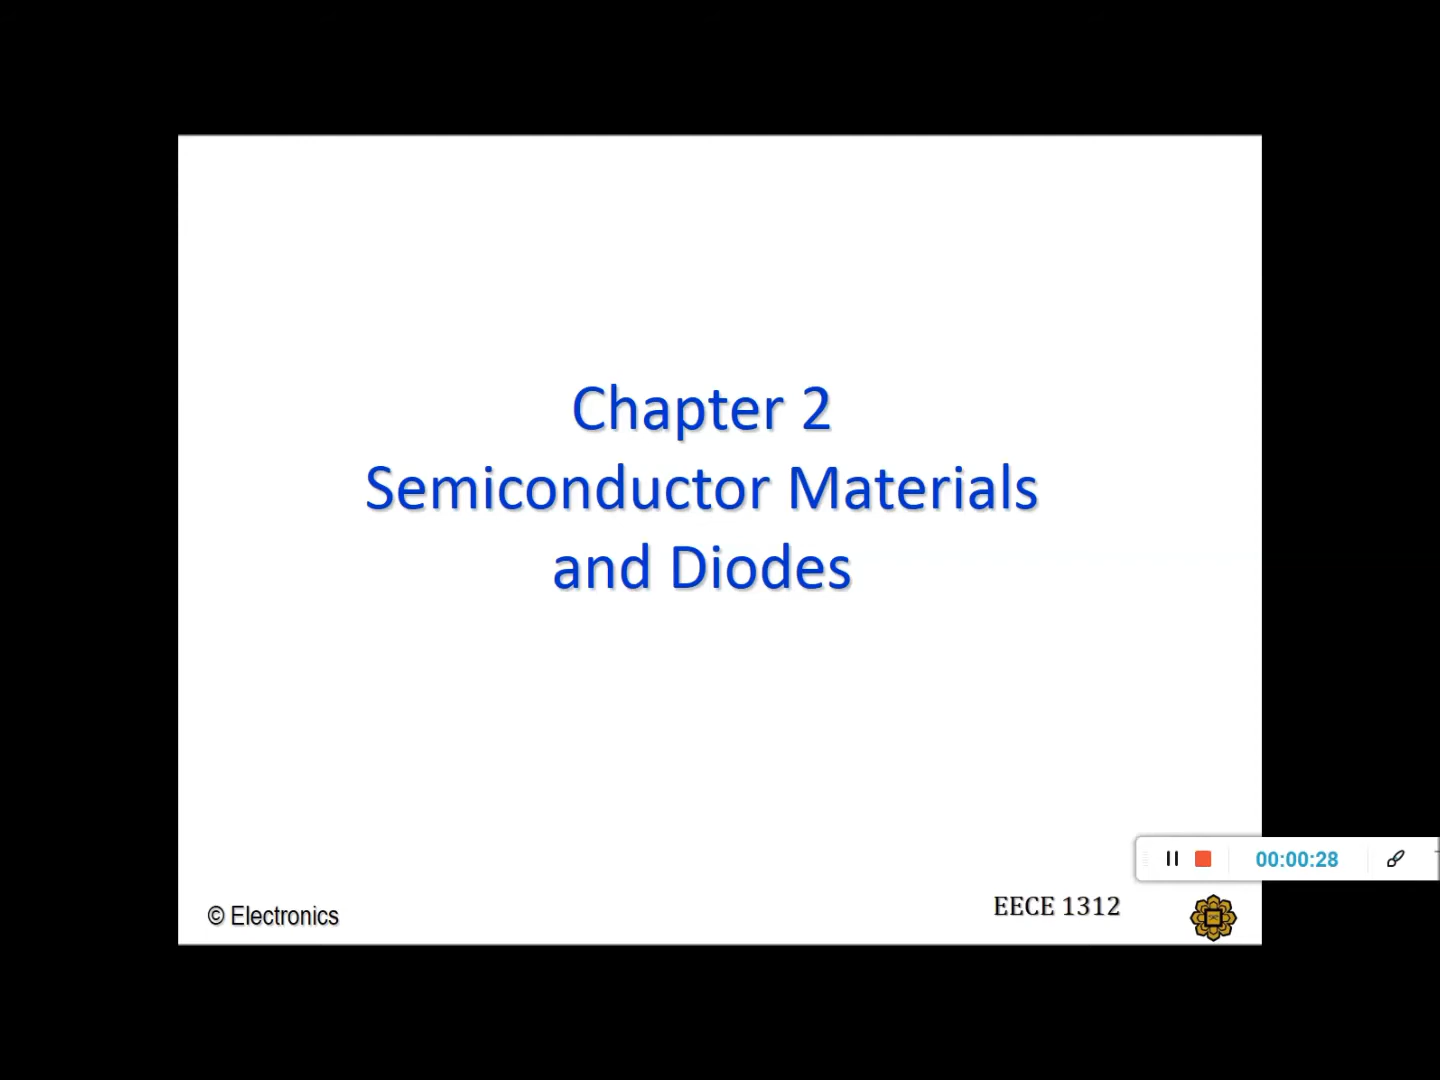 Chapter 2
Semiconductor Materials
and Diodes
00:00:28
© Electronics
EECE 1312